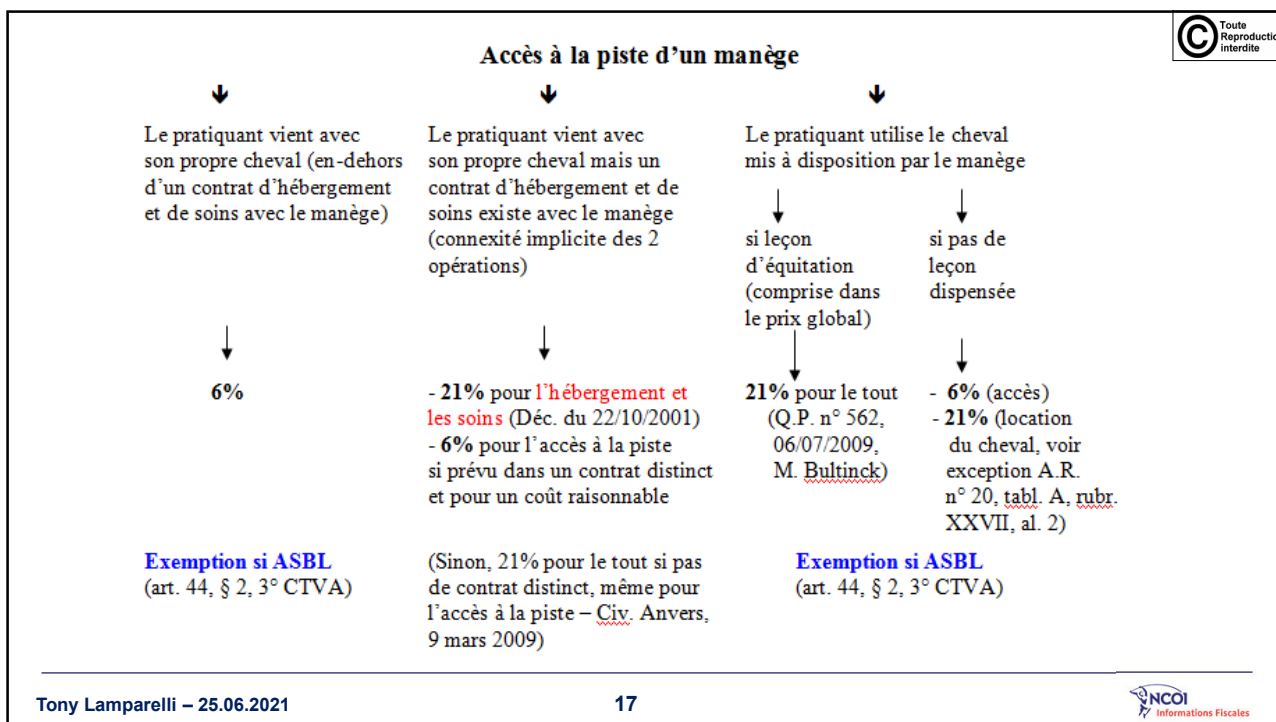 Accès à la piste d'un manège
©
Toute
Reproductio
interdite
Le pratiquant vient avec
son propre cheval (en-dehors
d'un contrat d'hébergement
et de soins avec le manège)
6%
Exemption si ASBL
(art. 44, § 2, 3° CTVA)
Le pratiquant vient avec
son propre cheval mais un
contrat d'hébergement et de
soins existe avec le manège
(connexité implicite des 2
opérations)
- 21% pour l'hébergement et
les soins (Déc. du 22/10/2001)
- 6% pour l'accès à la piste
si prévu dans un contrat distinct
et pour un coût raisonnable
(Sinon, 21% pour le tout si pas
de contrat distinct, même pour
l'accès à la piste – Civ. Anvers,
9 mars 2009)
Le pratiquant utilise le cheval
mis à disposition par le manège
si leçon
d'équitation
(comprise dans
le prix global)
21% pour le tout
(Q.P. n° 562,
06/07/2009,
M. Bultinck)
si pas de
leçon
dispensée
- 6% (accès)
- 21% (location
du cheval, voir
exception A.R.
n° 20, tabl. A, rubr.
XXVII, al. 2)
Exemption si ASBL
(art. 44, § 2, 3° CTVA)
Tony Lamparelli – 25.06.2021
17
NCOI
Informations Fiscales